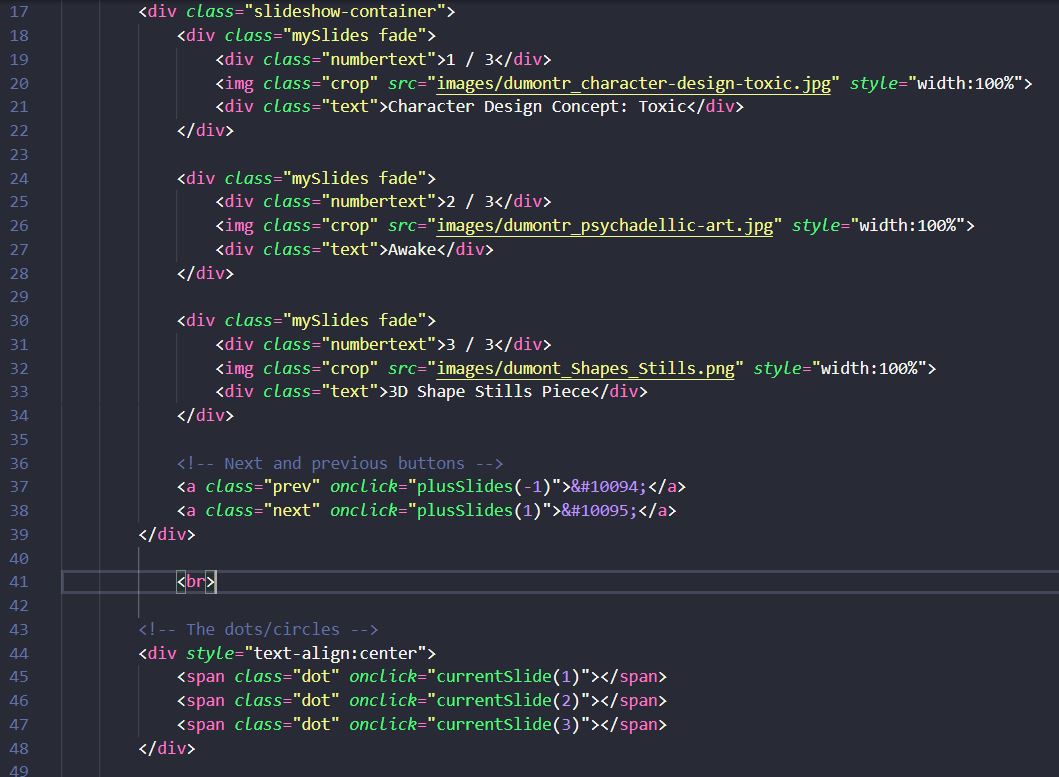 17 <div class="slideshow-container">
18 <div class="mySlides fade">
19 <div class="numbertext">1 / 3</div>
20 <img class="crop" src="images/dumontr_character-design-toxic.jpg" style="width:100%">
21 <div class="text">Character Design Concept: Toxic</div>
22 </div>
23
24 <div class="mySlides fade">
25 <div class="numbertext">2 / 3</div>
26 <img class="crop" src="images/dumontr_psychadellic-art.jpg" style="width:100%">
27 <div class="text">Awake</div>
28 </div>
29
30 <div class="mySlides fade">
31 <div class="numbertext">3 / 3</div>
32 <img class="crop" src="images/dumont_Shapes_Stills.png" style="width:100%">
33 <div class="text">3D Shape Stills Piece</div>
34 </div>
35
36 <!-- Next and previous buttons -->
37 <a class="prev" onclick="plusSlides(-1)">&#10094;</a>
38 <a class="next" onclick="plusSlides(1)">&#10095;</a>
39 </div>
40
41 <br>
42
43 <!-- The dots/circles -->
44 <div style="text-align:center">
45 <span class="dot" onclick="currentSlide(1)"></span>
46 <span class="dot" onclick="currentSlide(2)"></span>
47 <span class="dot" onclick="currentSlide(3)"></span>
48 </div>
49